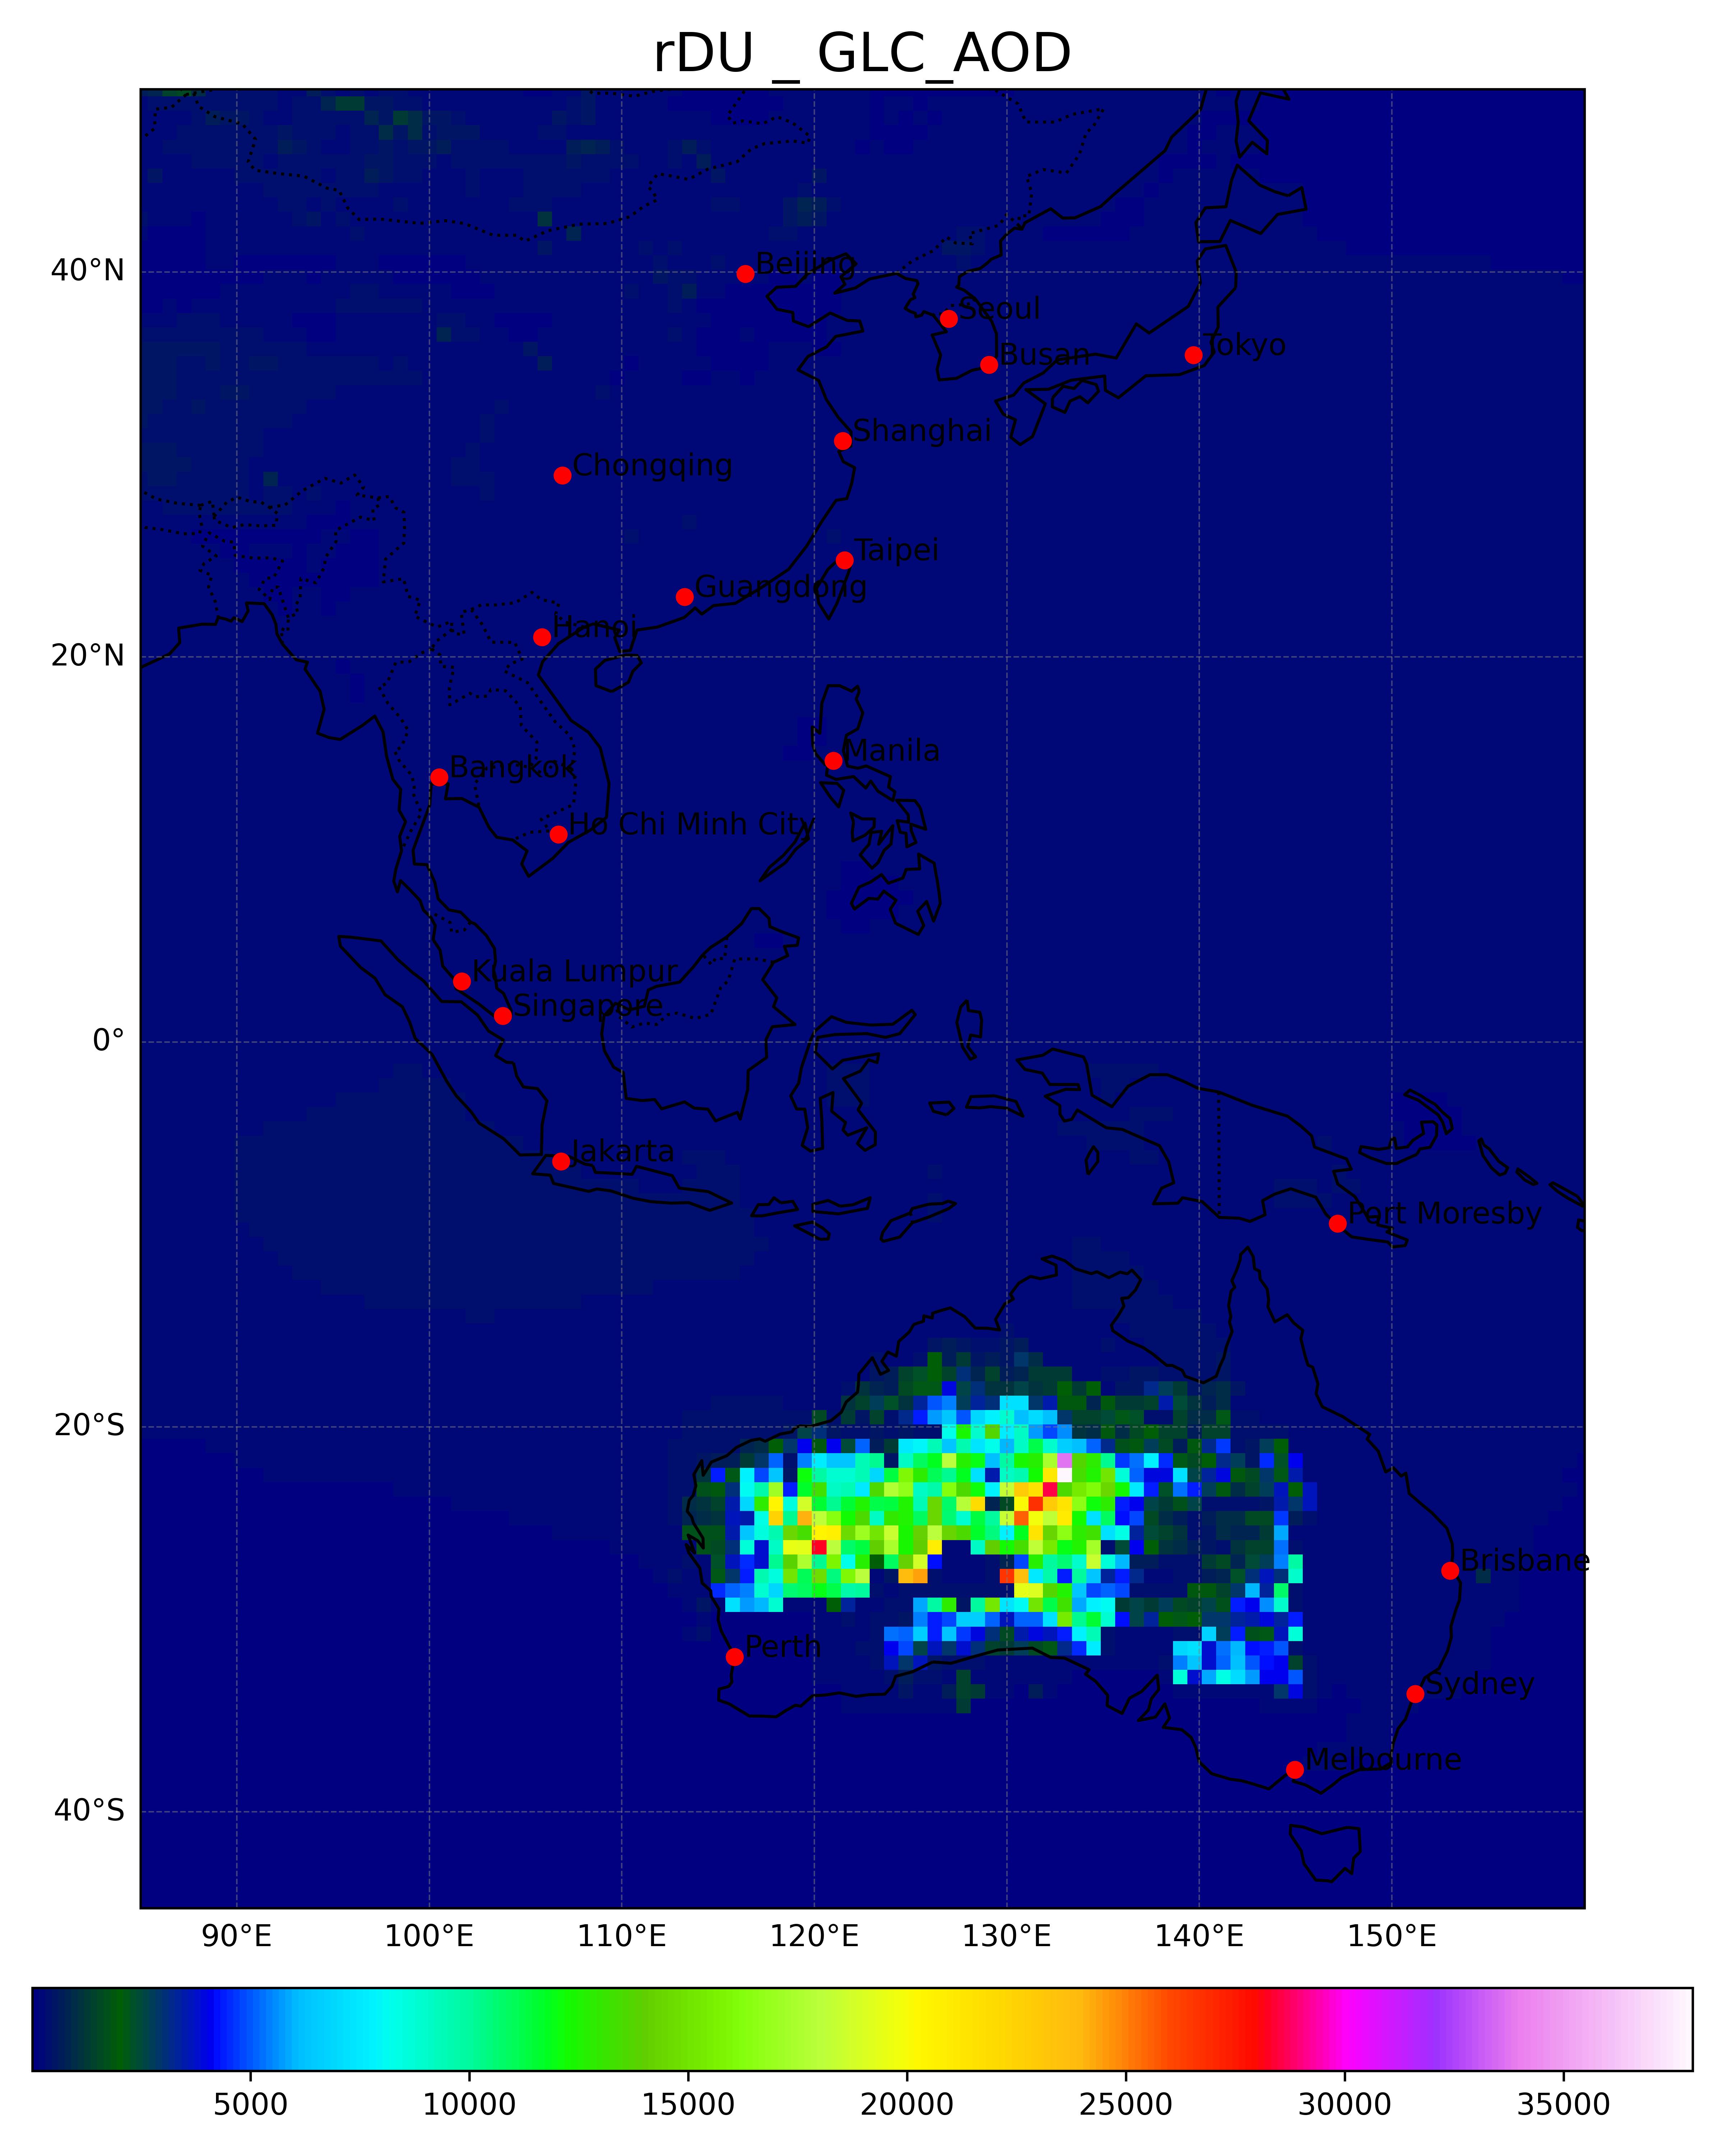 rDU _ GLC_AOD
40°N
Beijing
Seoul
Busan
Tokyo
Shanghai
Chongqing
Taipei
Guangdong
Hanoi
20°N
Manila
Bangkok
Ho Chi Minh City
Kuala Lumpur
Singapore
0°
Jakarta
Port Moresby
20°S
Brisbane
Perth
Sydney
Melbourne
40°S
90°E 100°E 110°E 120°E 130°E 140°E 150°E
5000 10000 15000 20000 25000 30000 35000